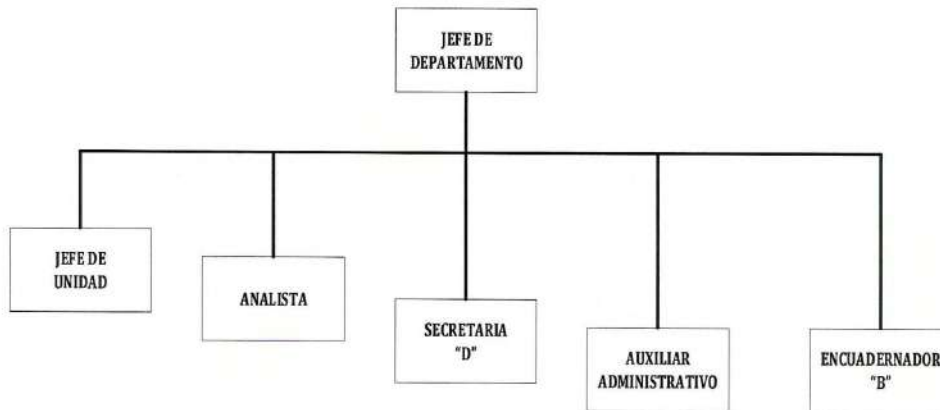 JEFE DE
DEPARTAMENTO
JEFE DE
UNIDAD
ANALISTA
SECRETARIA
"D"
AUXILIAR
ADMINISTRATIVO
ENCUADERNADOR
"B"